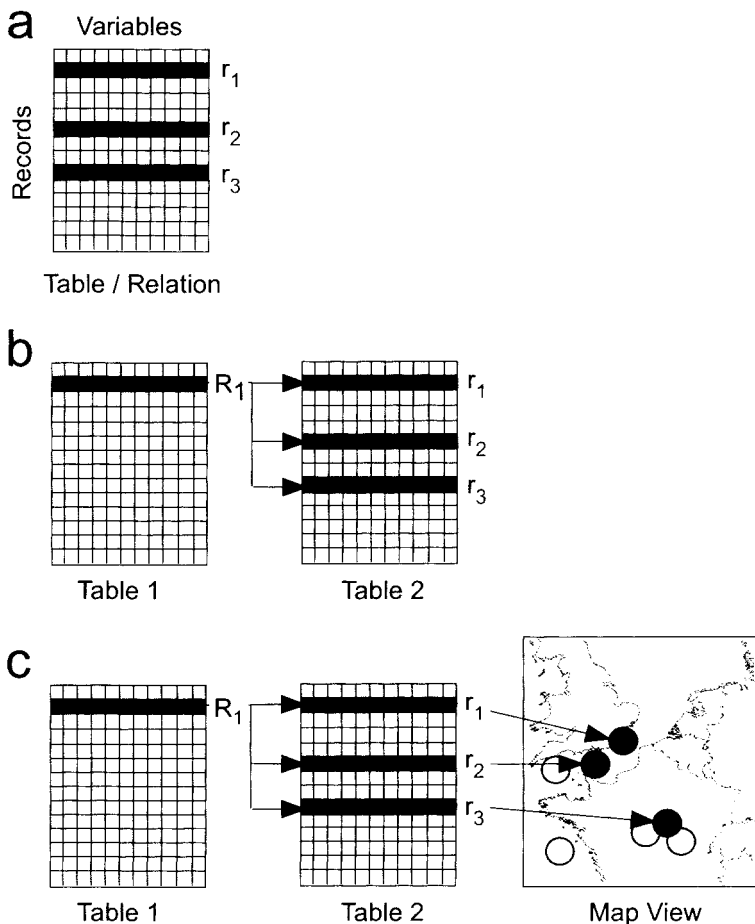 a
Variables
Records
r1
r2
r3
Table / Relation
b
R1
r1
r2
r3
Table 1
Table 2
c
R1
r1
r2
r3
Table 1
Table 2
Map View